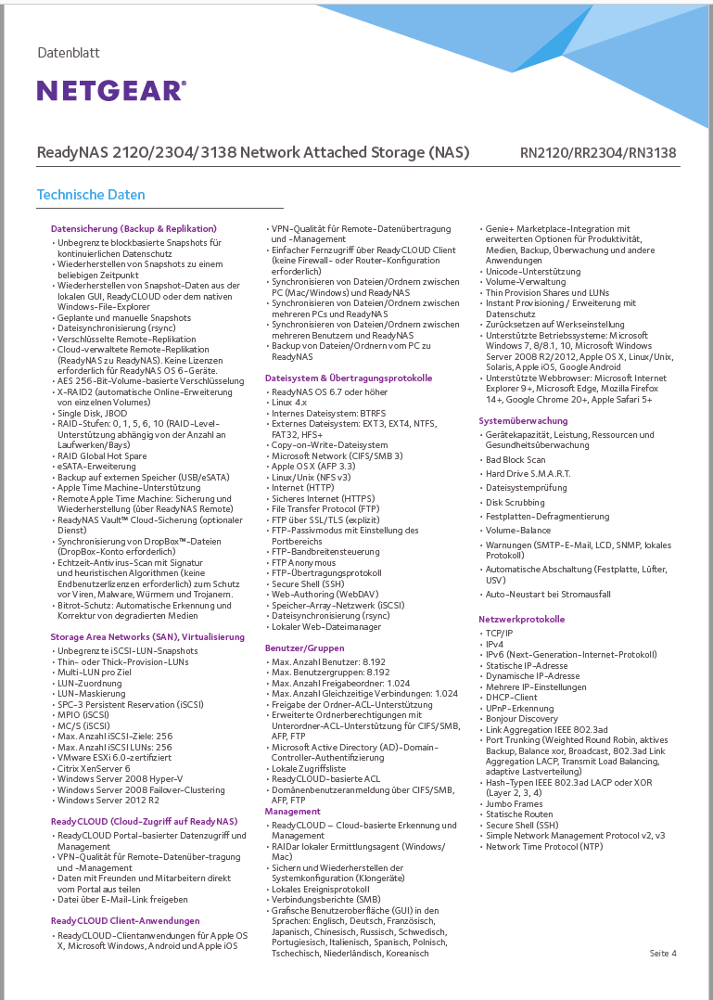 Datenblatt
NETGEAR®
ReadyNAS 2120/2304/3138 Network Attached Storage (NAS)
RN2120/RR2304/RN3138
Technische Daten
Datensicherung (Backup & Replikation)
• Unbegrenzte blockbasierte Snapshots für
kontinuierlichen Datenschutz
• Wiederherstellen von Snapshots zu einem
beliebigen Zeitpunkt
• Wiederherstellen von Snapshot-Daten aus der
lokalen GUI, ReadyCLOUD oder dem nativen
Windows-File-Explorer
• Geplante und manuelle Snapshots
• Dateisynchronisierung (rsync)
• Verschlüsselte Remote-Replikation
• Cloud-verwaltete Remote-Replikation
(ReadyNAS zu ReadyNAS). Keine Lizenzen
erforderlich für ReadyNAS OS 6-Geräte.
• AES 256-Bit-Volume-basierte Verschlüsselung
• X-RAID2 (automatische Online-Erweiterung
von einzelnen Volumes)
• Single Disk, JBOD
• RAID-Stufen: 0, 1, 5, 6, 10 (RAID-Level-
Unterstützung abhängig von der Anzahl an
Laufwerken/Bays)
• RAID Global Hot Spare
• eSATA-Erweiterung
• Backup auf externen Speicher (USB/eSATA)
• Apple Time Machine-Unterstützung
• Remote Apple Time Machine: Sicherung und
Wiederherstellung (über ReadyNAS Remote)
• ReadyNAS Vault™ Cloud-Sicherung (optionaler
Dienst)
• Synchronisierung von DropBox™-Dateien
(DropBox-Konto erforderlich)
• Echtzeit-Antivirus-Scan mit Signatur
und heuristischen Algorithmen (keine
Endbenutzerlizenzen erforderlich) zum Schutz
vor Viren, Malware, Würmern und Trojanern.
• Bitrot-Schutz: Automatische Erkennung und
Korrektur von degradierten Medien
Storage Area Networks (SAN), Virtualisierung
• Unbegrenzte iSCSI-LUN-Snapshots
• Thin- oder Thick-Provision-LUNs
• Multi-LUN pro Ziel
• LUN-Zuordnung
• LUN-Maskierung
• SPC-3 Persistent Reservation (iSCSI)
• MPIO (iSCSI)
• MC/S (iSCSI)
• Max. Anzahl iSCSI-Ziele: 256
• Max. Anzahl iSCSI LUNs: 256
• VMware ESXi 6.0-zertifiziert
• Citrix XenServer 6
• Windows Server 2008 Hyper-V
• Windows Server 2008 Failover-Clustering
• Windows Server 2012 R2
ReadyCLOUD (Cloud-Zugriff auf ReadyNAS)
• ReadyCLOUD Portal-basierter Datenzugriff und
Management
• VPN-Qualität für Remote-Datenüber-tragung
und -Management
• Daten mit Freunden und Mitarbeitern direkt
vom Portal aus teilen
• Datei über E-Mail-Link freigeben
ReadyCLOUD Client-Anwendungen
• ReadyCLOUD-Clientanwendungen für Apple OS
X, Microsoft Windows, Android und Apple iOS
• VPN-Qualität für Remote-Datenübertragung
und -Management
• Einfacher Fernzugriff über ReadyCLOUD Client
(keine Firewall- oder Router-Konfiguration
erforderlich)
• Synchronisieren von Dateien/Ordnern zwischen
PC (Mac/Windows) und ReadyNAS
• Synchronisieren von Dateien/Ordnern zwischen
mehreren PCs und ReadyNAS
• Synchronisieren von Dateien/Ordnern zwischen
mehreren Benutzern und ReadyNAS
• Backup von Dateien/Ordnern vom PC zu
ReadyNAS
Dateisystem & Übertragungsprotokolle
• ReadyNAS OS 6.7 oder höher
• Linux 4.x
• Internes Dateisystem: BTRFS
• Externes Dateisystem: EXT3, EXT4, NTFS,
FAT32, HFS+
• Copy-on-Write-Dateisystem
• Microsoft Network (CIFS/SMB 3)
• Apple OS X (AFP 3.3)
• Linux/Unix (NFS v3)
• Internet (HTTP)
• Sicheres Internet (HTTPS)
• File Transfer Protocol (FTP)
• FTP über SSL/TLS (explizit)
• FTP-Passivmodus mit Einstellung des
Portbereichs
• FTP-Bandbreitensteuerung
• FTP Anonymous
• FTP-Übertragungsprotokoll
• Secure Shell (SSH)
• Web-Authoring (WebDAV)
• Speicher-Array-Netzwerk (iSCSI)
• Dateisynchronisierung (rsync)
• Lokaler Web-Dateimanager
Benutzer/Gruppen
• Max. Anzahl Benutzer: 8.192
• Max. Benutzergruppen: 8.192
• Max. Anzahl Freigabeordner: 1.024
• Max. Anzahl Gleichzeitige Verbindungen: 1.024
• Freigabe der Ordner-ACL-Unterstützung
• Erweiterte Ordnerberechtigungen mit
Unterordner-ACL-Unterstützung für CIFS/SMB,
AFP, FTP
• Microsoft Active Directory (AD)-Domain-
Controller-Authentifizierung
• Lokale Zugriffsliste
• ReadyCLOUD-basierte ACL
• Domänenbenutzeranmeldung über CIFS/SMB,
AFP, FTP
Management
• ReadyCLOUD – Cloud-basierte Erkennung und
Management
• RAIDar lokaler Ermittlungsagent (Windows/
Mac)
• Sichern und Wiederherstellen der
Systemkonfiguration (Klongeräte)
• Lokales Ereignisprotokoll
• Verbindungsberichte (SMB)
• Grafische Benutzeroberfläche (GUI) in den
Sprachen: Englisch, Deutsch, Französisch,
Japanisch, Chinesisch, Russisch, Schwedisch,
Portugiesisch, Italienisch, Spanisch, Polnisch,
Tschechisch, Niederländisch, Koreanisch
• Genie+ Marketplace-Integration mit
erweiterten Optionen für Produktivität,
Medien, Backup, Überwachung und andere
Anwendungen
• Unicode-Unterstützung
• Volume-Verwaltung
• Thin Provision Shares und LUNs
• Instant Provisioning / Erweiterung mit
Datenschutz
• Zurücksetzen auf Werkseinstellung
• Unterstützte Betriebssysteme: Microsoft
Windows 7, 8/8.1, 10, Microsoft Windows
Server 2008 R2/2012, Apple OS X, Linux/Unix,
Solaris, Apple iOS, Google Android
• Unterstützte Webbrowser: Microsoft Internet
Explorer 9+, Microsoft Edge, Mozilla Firefox
14+, Google Chrome 20+, Apple Safari 5+
Systemüberwachung
• Gerätekapazität, Leistung, Ressourcen und
Gesundheitsüberwachung
• Bad Block Scan
• Hard Drive S.M.A.R.T.
• Dateisystemprüfung
• Disk Scrubbing
• Festplatten-Defragmentierung
• Volume-Balance
• Warnungen (SMTP-E-Mail, LCD, SNMP, lokales
Protokoll)
• Automatische Abschaltung (Festplatte, Lüfter,
USV)
• Auto-Neustart bei Stromausfall
Netzwerkprotokolle
• TCP/IP
• IPv4
• IPv6 (Next-Generation-Internet-Protokoll)
• Statische IP-Adresse
• Dynamische IP-Adresse
• Mehrere IP-Einstellungen
• DHCP-Client
• UPnP-Erkennung
• Bonjour Discovery
• Link Aggregation IEEE 802.3ad
• Port Trunking (Weighted Round Robin, aktives
Backup, Balance xor, Broadcast, 802.3ad Link
Aggregation LACP, Transmit Load Balancing,
adaptive Lastverteilung)
• Hash-Typen IEEE 802.3ad LACP oder XOR
(Layer 2, 3, 4)
• Jumbo Frames
• Statische Routen
• Secure Shell (SSH)
• Simple Network Management Protocol v2, v3
• Network Time Protocol (NTP)
Seite 4